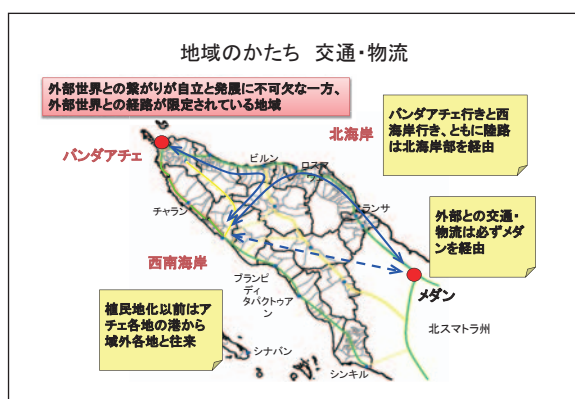 地域のかたち 交通・物流
外部世界との繋がりが自立と発展に不可欠な一方、
外部世界との経路が限定されている地域
北海岸
バンダアチェ行きと西
海岸行き、ともに陸路
は北海岸部を経由
バンダアチェ
ビルン
ロスマ
ウェ
ランサ
チャラン
外部との交通・
物流は必ずメダ
ンを経由
西南海岸
ブランピ
ディ
タパクトゥア
ン
メダン
植民地化以前はア
チェ各地の港から
域外各地と往来
北スマトラ州
シナバン
シンキル